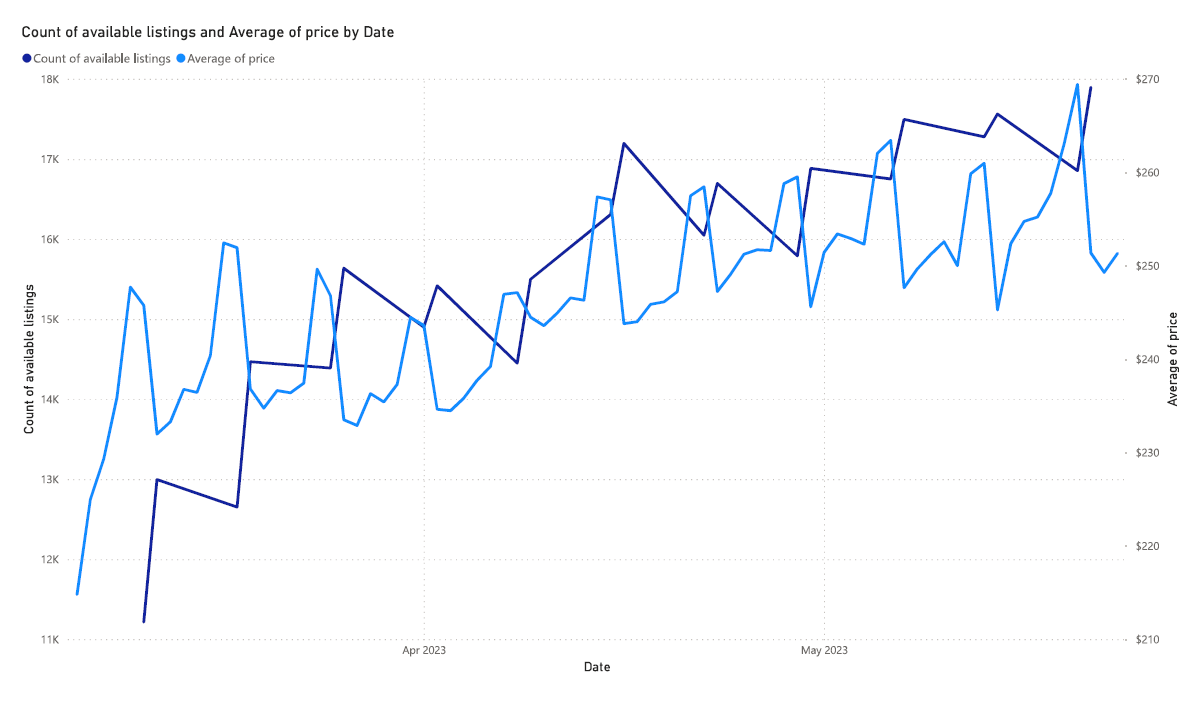 Count of available listings and Average of price by Date
Count of available listings Average of price
18K
17K
16K
15K
14K
13K
12K
11K
Count of available listings
$270
$260
$250
$240
$230
$220
$210
Average of price
Apr 2023 May 2023
Date